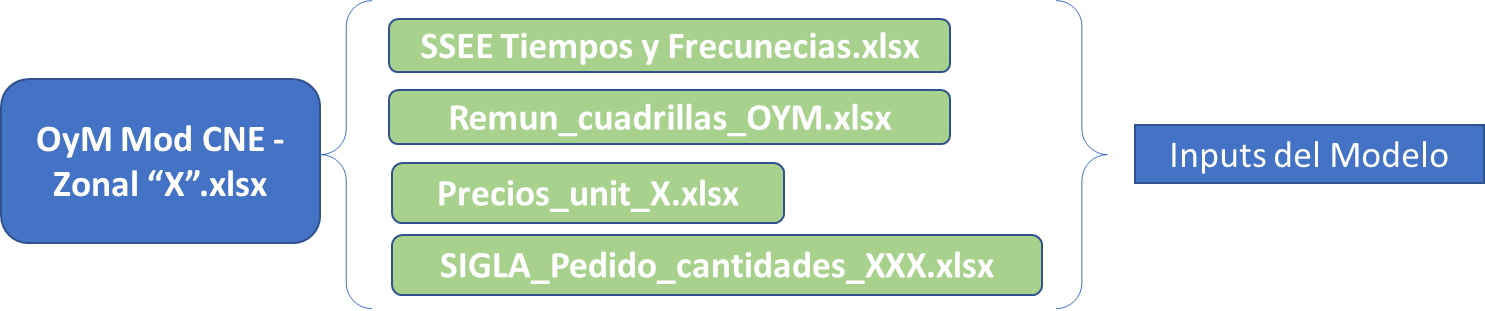 OyM Mod CNE -
Zonal “X”.xlsx
SSEE Tiempos y Frecunecias.xlsx
Remun_cuadrillas_OYM.xlsx
Precios_unit_X.xlsx
SIGLA_Pedido_cantidades_XXX.xlsx
Inputs del Modelo